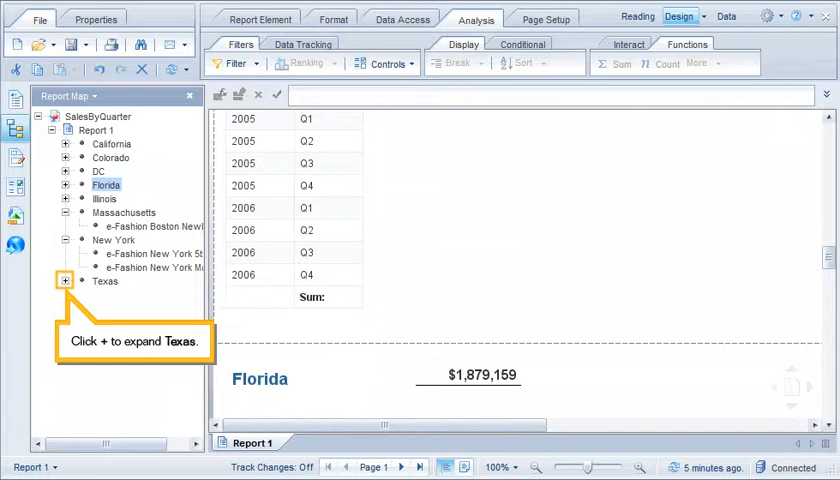 File
Properties
Report Element
Format
Data Access
Analysis
Page Setup
Reading
Design
Data
Filters
Data Tracking
Display
Conditional
Interact
Functions
Filter
Ranking
Controls
Break
Sort
Sum
Count
More
Report Map
SalesByQuarter
Report 1
California
Colorado
DC
Florida
Illinois
Massachusetts
e-Fashion Boston Newl
New York
e-Fashion New York 5t
e-Fashion New York Ma
Texas
Click + to expand Texas.
2005 Q1
2005 Q2
2005 Q3
2005 Q4
2006 Q1
2006 Q2
2006 Q3
2006 Q4
Sum:
Florida $1,879,159
Report 1
Report 1
Track Changes: Off
Page 1
100%
5 minutes ago.
Connected